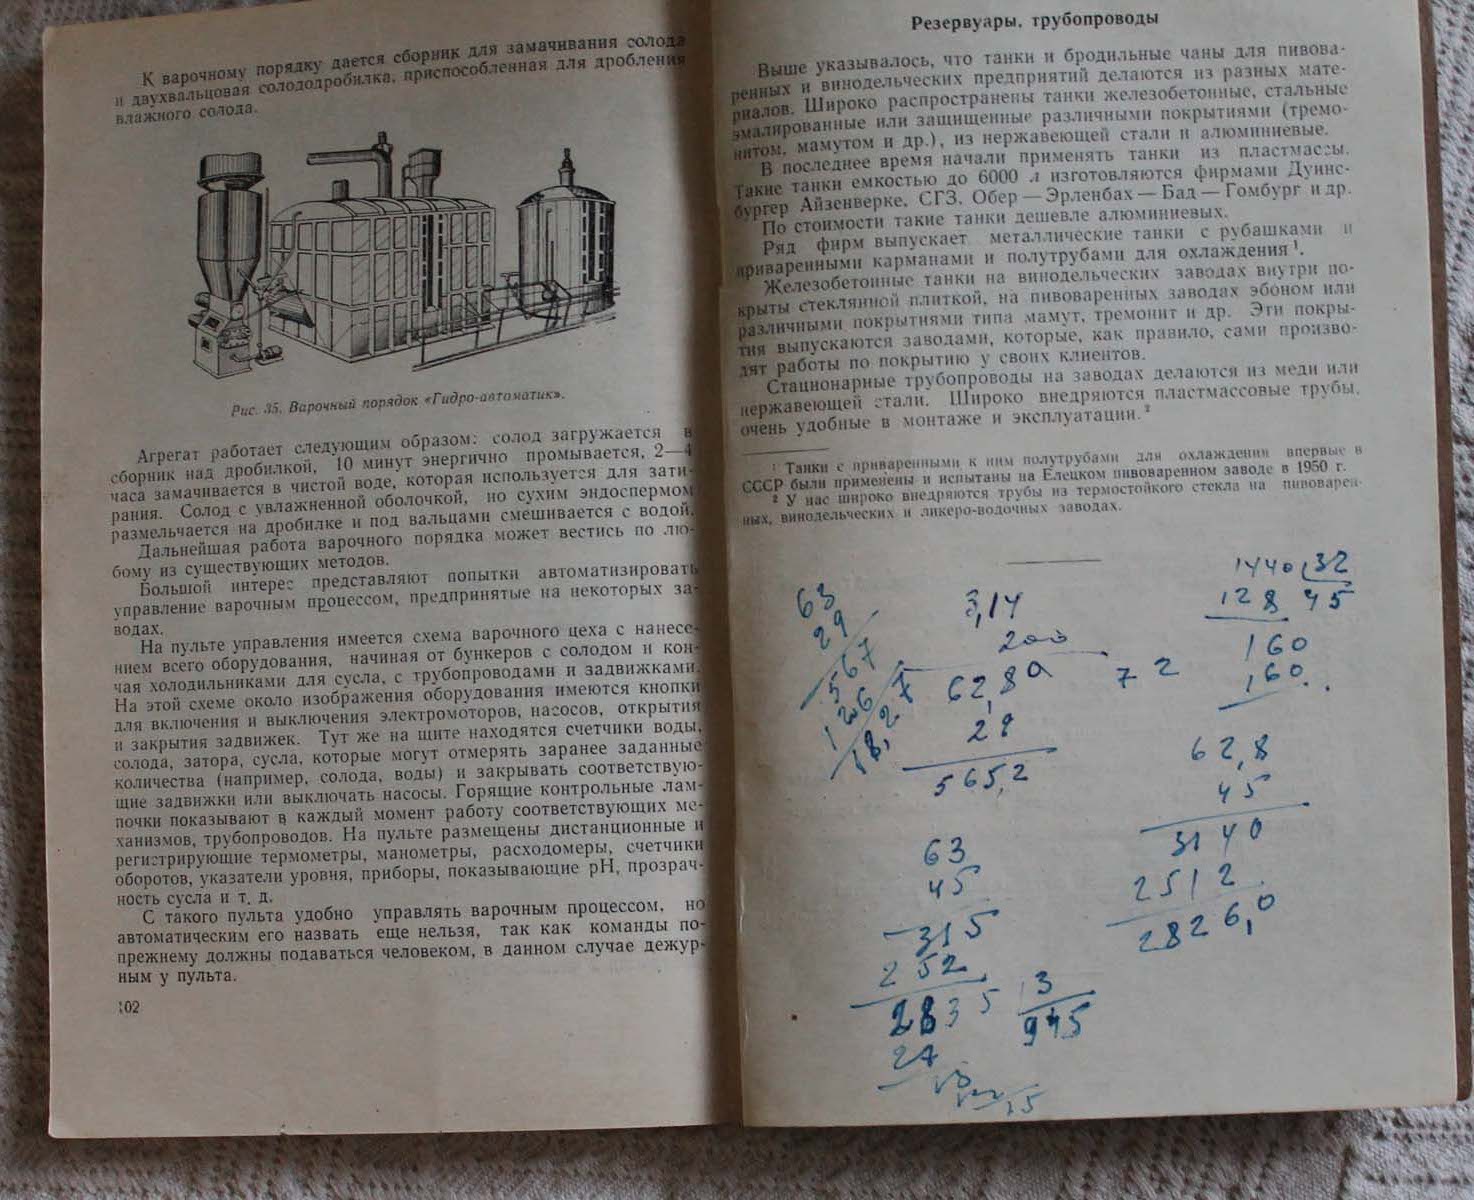 К варочному порядку дается сборник для замачивания солода
и двухвальцовая солододробилка, приспособленная для дробления
влажного солода.
Рис. 35. Варочный порядок «Гидро-автоматик».
Агрегат работает следующим образом: солод загружается в
сборник над дробилкой, 10 минут энергично промывается, 2—4
часа замачивается в чистой воде, которая используется для зати-
рания. Солод с увлажненной оболочкой, но сухим эндоспермом
размельчается на дробилке и под вальцами смешивается с водой.
Дальнейшая работа варочного порядка может вестись по лю-
бому из существующих методов.
Большой интерес представляют попытки автоматизировать
управление варочным процессом, предпринятые на некоторых за-
водах.
На пульте управления имеется схема варочного цеха с нанесе-
нием всего оборудования, начиная от бункеров с солодом и кон-
чая холодильниками для сусла, с трубопроводами и задвижками.
На этой схеме около изображения оборудования имеются кнопки
для включения и выключения электромоторов, насосов, открытия
и закрытия задвижек. Тут же на щите находятся счетчики воды,
солода, затора, сусла, которые могут отмерять заранее заданные
количества (например, солода, воды) и закрывать соответствую-
щие задвижки или выключать насосы. Горящие контрольные лам-
почки показывают в каждый момент работу соответствующих ме-
ханизмов, трубопроводов. На пульте размещены дистанционные и
регистрирующие термометры, манометры, расходомеры, счетчики
оборотов, указатели уровня, приборы, показывающие рН, прозрач-
ность сусла и т. д.
С такого пульта удобно управлять варочным процессом, но
автоматическим его назвать еще нельзя, так как команды по-
прежнему должны подаваться человеком, в данном случае дежур-
ным у пульта.
102
Резервуары, трубопроводы
Выше указывалось, что танки и бродильные чаны для пивова-
ренных и винодельческих предприятий делаются из разных мате-
риалов. Широко распространены танки железобетонные, стальные
эмалированные или защищенные различными покрытиями (тремо-
нитом, мамутом и др.), из нержавеющей стали и алюминиевые.
В последнее время начали применять танки из пластмассы.
Такие танки емкостью до 6000 л изготовляются фирмами Дуинс-
бургер Айзенверке, СГЗ, Обер — Эрленбах — Бад — Гомбург и др.
По стоимости такие танки дешевле алюминиевых.
Ряд фирм выпускает металлические танки с рубашками и
приваренными карманами и полутрубами для охлаждения ¹.
Железобетонные танки на винодельческих заводах внутри по-
крыты стеклянной плиткой, на пивоваренных заводах эбоном или
различными покрытиями типа мамут, тремонит и др. Эти покры-
тия выпускаются заводами, которые, как правило, сами произво-
дят работы по покрытию у своих клиентов.
Стационарные трубопроводы на заводах делаются из меди или
нержавеющей стали. Широко внедряются пластмассовые трубы,
очень удобные в монтаже и эксплуатации. ²
¹ Танки с приваренными к ним полутрубами для охлаждения впервые в
СССР были применены и испытаны на Елецком пивоваренном заводе в 1950 г.
² У нас широко внедряются трубы из термостойкого стекла на пивоварен-
ных, винодельческих и ликеро-водочных заводах.
63
29
567
126
18,27
3,14
200
62,80
72
5652
1440 32
128 45
160
160
62,8
45
3140
2512
2826,0
63
45
315
252
2835 3
27 945
15